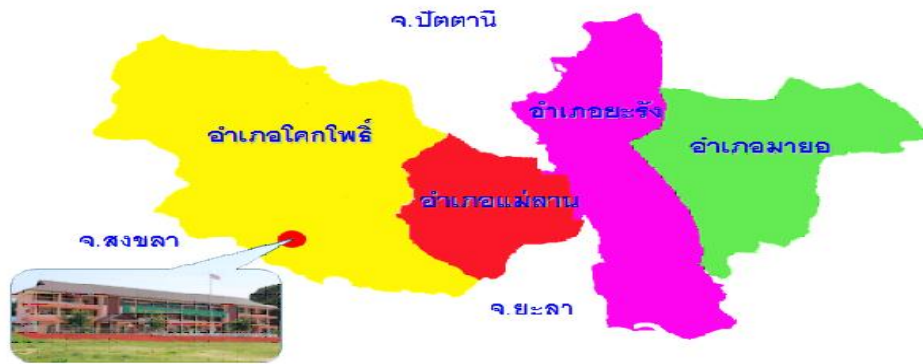 จ.ปัตตานี
อำเภอยะรัง
อำเภอโคกโพธิ์
อำเภอมายอ
อำเภอแม่ลาน
จ.สงขลา
จ.ยะลา